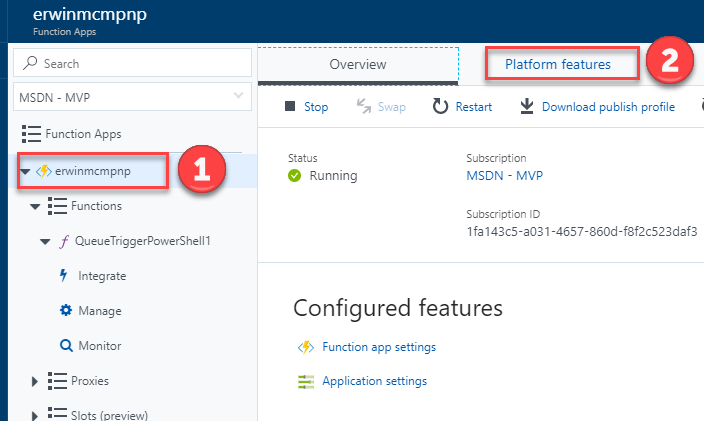 erwinmcmpnp
Function Apps
Search
MSDN - MVP
Function Apps
erwinmcmpnp
1
Functions
QueueTriggerPowerShell1
Integrate
Manage
Monitor
Proxies
Slots (preview)
Overview
Platform features
2
Stop Swap Restart Download publish profile
Status
Running
Subscription
MSDN - MVP
Subscription ID
1fa143c5-a031-4657-860d-f8f2c523daf3
Configured features
Function app settings
Application settings